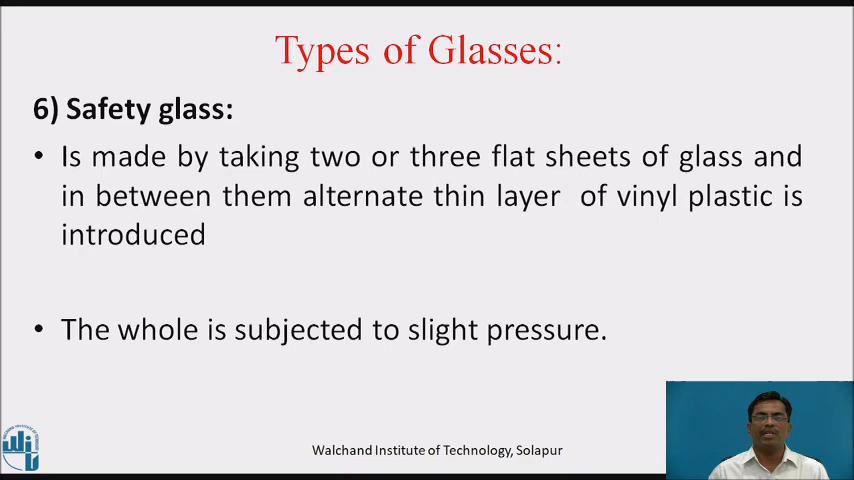 Types of Glasses:
6) Safety glass:
• Is made by taking two or three flat sheets of glass and
in between them alternate thin layer of vinyl plastic is
introduced
• The whole is subjected to slight pressure.
Walchand Institute of Technology, Solapur